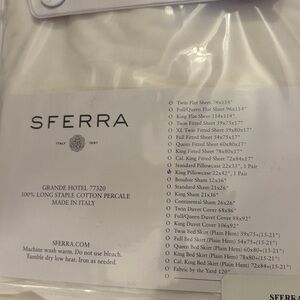 SFERRA
ITALY 1891
GRANDE HOTEL 77320
100% LONG STAPLE COTTON PERCALE
MADE IN ITALY
SFERRA.COM
Machine wash warm. Do not use bleach.
Tumble dry low heat. Iron as needed.
Twin Flat Sheet 74x114"
Full/Queen Flat Sheet 96x114"
King Flat Sheet 114x114"
Twin Fitted Sheet 39x75x17"
XL Twin Fitted Sheet 39x80x17"
Full Fitted Sheet 54x75x17"
Queen Fitted Sheet 60x80x17"
King Fitted Sheet 78x80x17"
Cal. King Fitted Sheet 72x84x17"
Standard Pillowcase 22x33", 1 Pair
King Pillowcase 22x42", 1 Pair
Boudoir Sham 12x16"
Standard Sham 21x26"
King Sham 21x36"
Continental Sham 26x26"
Twin Duvet Cover 68x86"
Full/Queen Duvet Cover 88x92"
King Duvet Cover 106x92"
Twin Bed Skirt (Plain Hem) 39x75+(15-21")
Full Bed Skirt (Plain Hem) 54x75+(15-21")
Queen Bed Skirt (Plain Hem) 60x80+(15-21")
King Bed Skirt (Plain Hem) 78x80+(15-21")
Cal. King Bed Skirt (Plain Hem) 72x84+(15-21")
Fabric by the Yard 120"
SFERRA